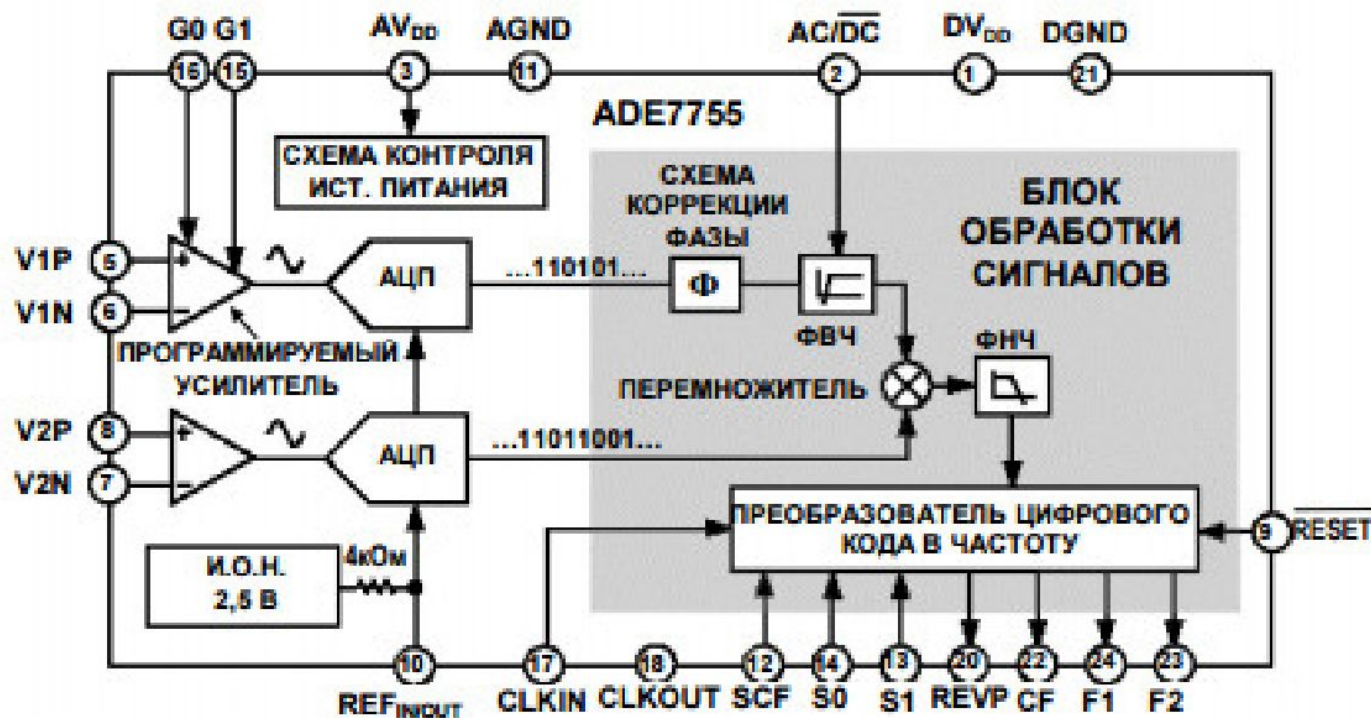 G0 G1 AV_DD AGND AC/DC DV_DD DGND
16 15 3 11 2 1 21
ADE7755
СХЕМА КОНТРОЛЯ
ИСТ. ПИТАНИЯ
СХЕМА
КОРРЕКЦИИ
ФАЗЫ
БЛОК
ОБРАБОТКИ
СИГНАЛОВ
V1P 5 +
АЦП
...110101...
Ф
V1N 6 −
ФВЧ
ФНЧ
ПРОГРАММИРУЕМЫЙ
УСИЛИТЕЛЬ
ПЕРЕМНОЖИТЕЛЬ
V2P 8 +
АЦП
...11011001...
V2N 7 −
ПРЕОБРАЗОВАТЕЛЬ ЦИФРОВОГО
КОДА В ЧАСТОТУ
9 RESET
И.О.Н.
2,5 В
4кОм
10 17 18 12 14 13 20 22 24 23
REF_IN/OUT CLKIN CLKOUT SCF S0 S1 REVP CF F1 F2